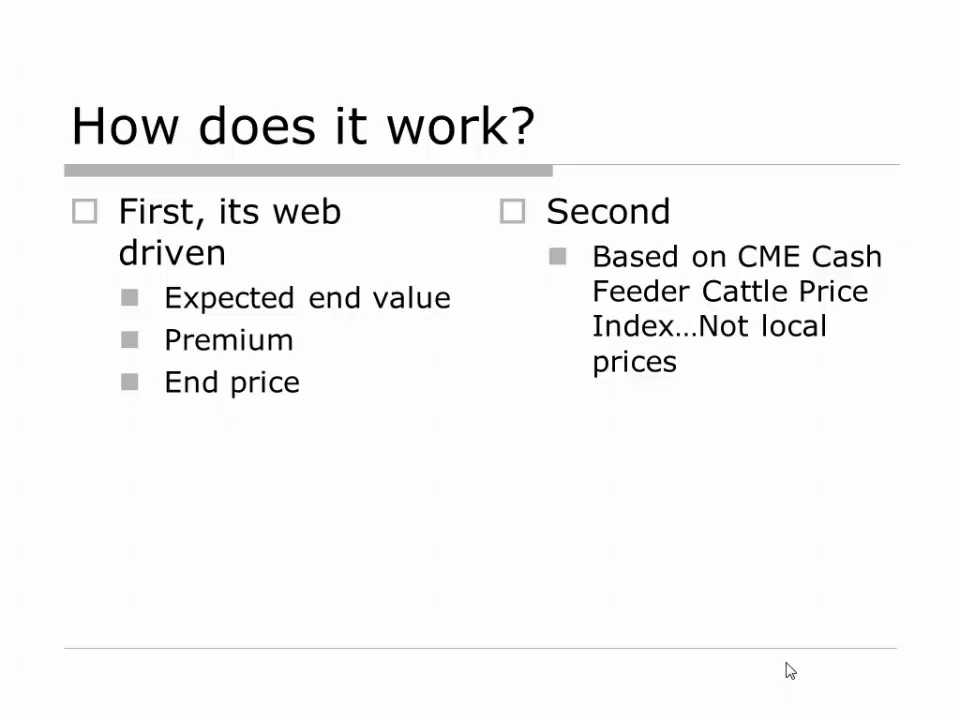 How does it work?
First, its web
driven
Expected end value
Premium
End price
Second
Based on CME Cash
Feeder Cattle Price
Index…Not local
prices